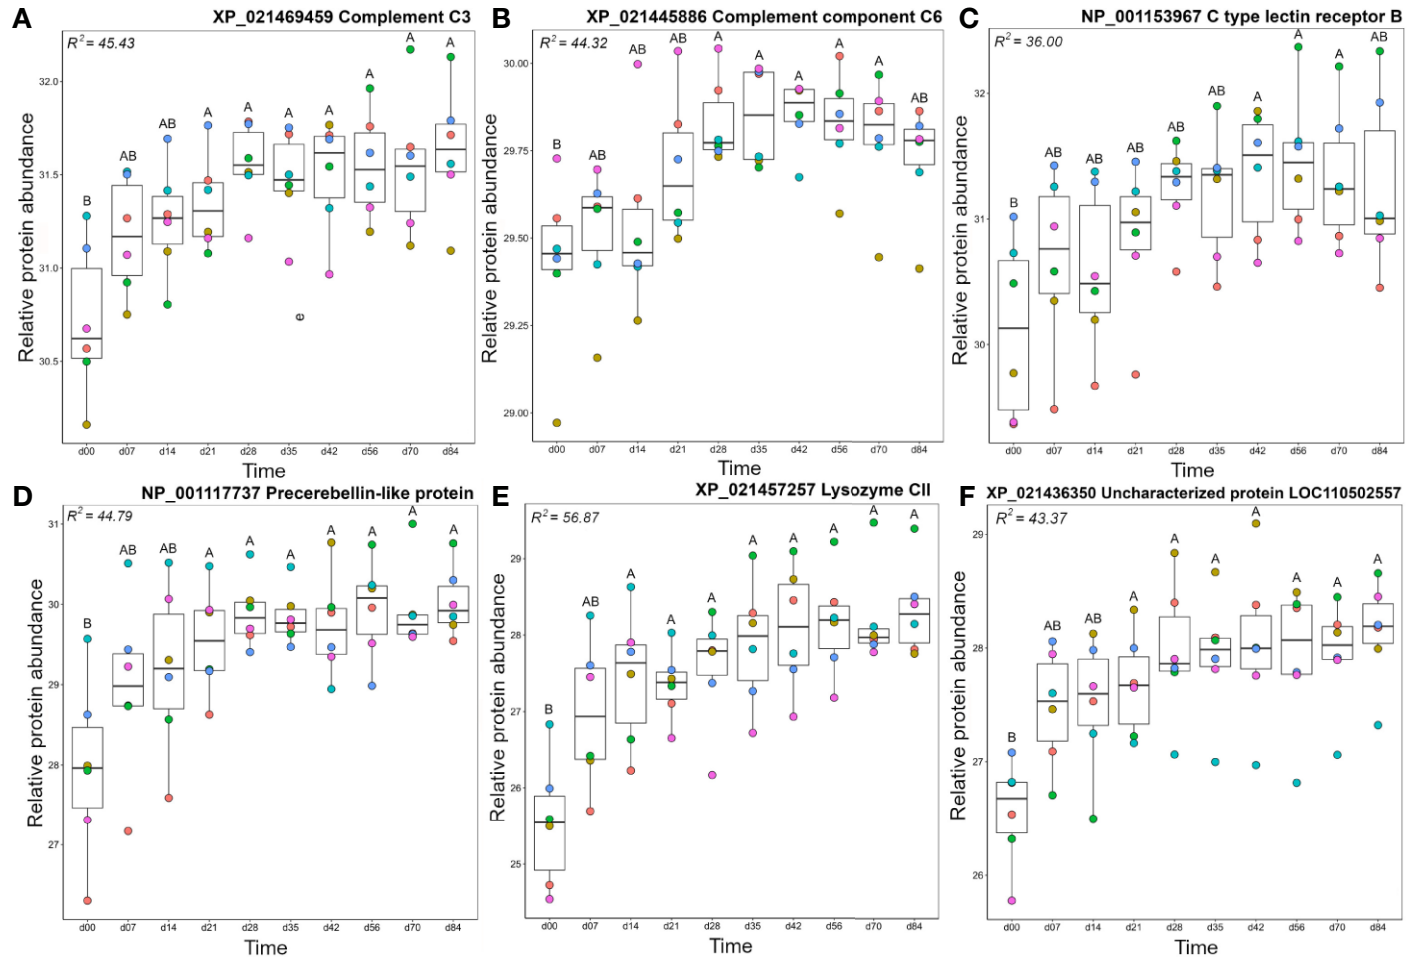 A
XP_021469459 Complement C3
R² = 45.43
Relative protein abundance
32.0
31.5
31.0
30.5
B AB AB A A A A A A A
e
d00 d07 d14 d21 d28 d35 d42 d56 d70 d84
Time
B
XP_021445886 Complement component C6
R² = 44.32
Relative protein abundance
30.00
29.75
29.50
29.25
29.00
B AB AB AB A A A A A AB
d00 d07 d14 d21 d28 d35 d42 d56 d70 d84
Time
C
NP_001153967 C type lectin receptor B
R² = 36.00
Relative protein abundance
32
31
30
B AB AB AB AB AB A A A AB
d00 d07 d14 d21 d28 d35 d42 d56 d70 d84
Time
D
NP_001117737 Precerebellin-like protein
R² = 44.79
Relative protein abundance
31
30
29
28
27
B AB AB A A A A A A A
d00 d07 d14 d21 d28 d35 d42 d56 d70 d84
Time
E
XP_021457257 Lysozyme CII
R² = 56.87
Relative protein abundance
29
28
27
26
25
B AB A A A A A A A A
d00 d07 d14 d21 d28 d35 d42 d56 d70 d84
Time
F
XP_021436350 Uncharacterized protein LOC110502557
R² = 43.37
Relative protein abundance
29
28
27
26
B AB AB A A A A A A A
d00 d07 d14 d21 d28 d35 d42 d56 d70 d84
Time